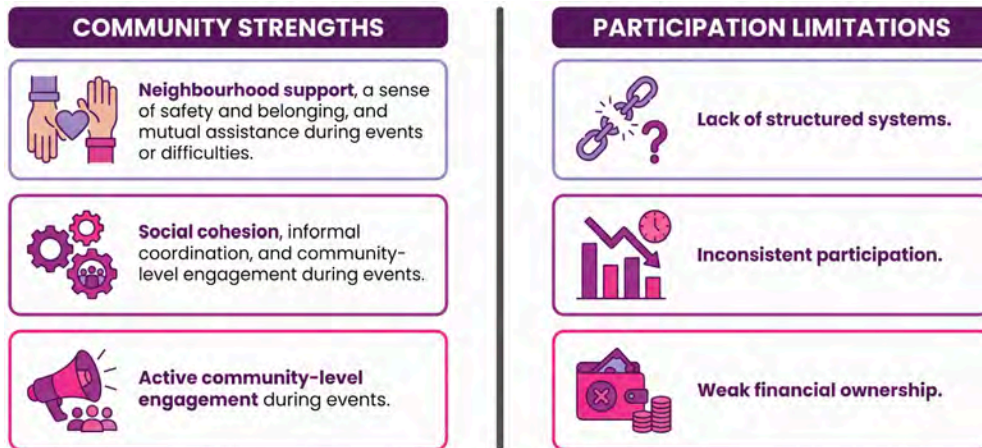 COMMUNITY STRENGTHS
Neighbourhood support, a sense
of safety and belonging, and
mutual assistance during events
or difficulties.
Social cohesion, informal
coordination, and community-
level engagement during events.
Active community-level
engagement during events.
PARTICIPATION LIMITATIONS
Lack of structured systems.
?
Inconsistent participation.
Weak financial ownership.